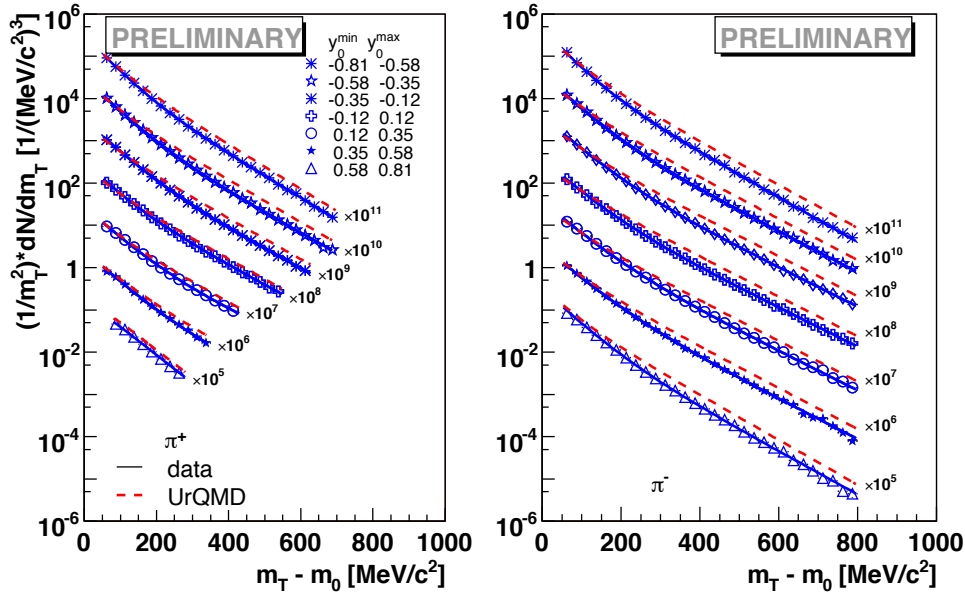 (1/m_T^2)*dN/dm_T [1/(MeV/c^2)^3]
10^6
10^4
10^2
1
10^-2
10^-4
10^-6
PRELIMINARY
y_0^min y_0^max
-0.81 -0.58
-0.58 -0.35
-0.35 -0.12
-0.12 0.12
0.12 0.35
0.35 0.58
0.58 0.81
×10^11
×10^10
×10^9
×10^8
×10^7
×10^6
×10^5
π^+
data
UrQMD
0 200 400 600 800 1000
m_T - m_0 [MeV/c^2]
10^6
10^4
10^2
1
10^-2
10^-4
10^-6
PRELIMINARY
×10^11
×10^10
×10^9
×10^8
×10^7
×10^6
×10^5
π^-
0 200 400 600 800 1000
m_T - m_0 [MeV/c^2]